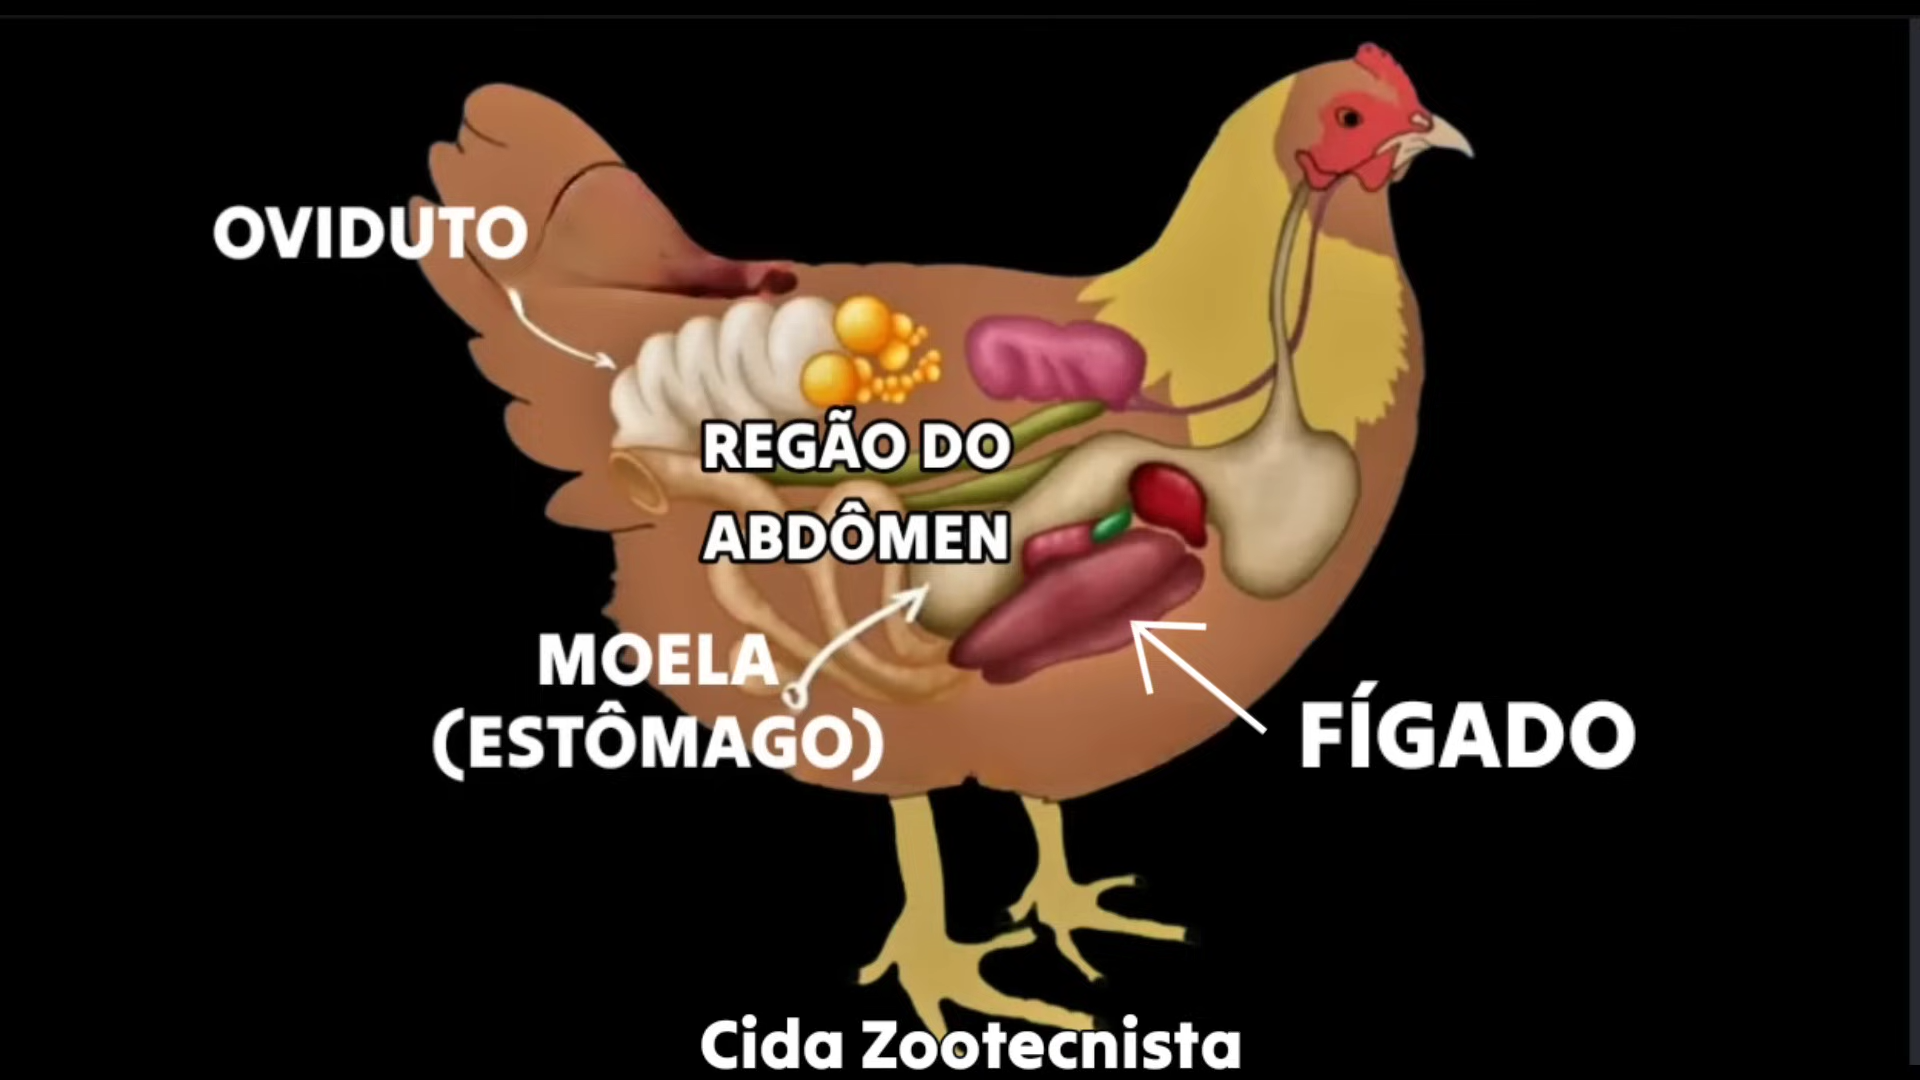 OVIDUTO
REGÃO DO
ABDÔMEN
MOELA
(ESTÔMAGO)
FÍGADO
Cida Zootecnista